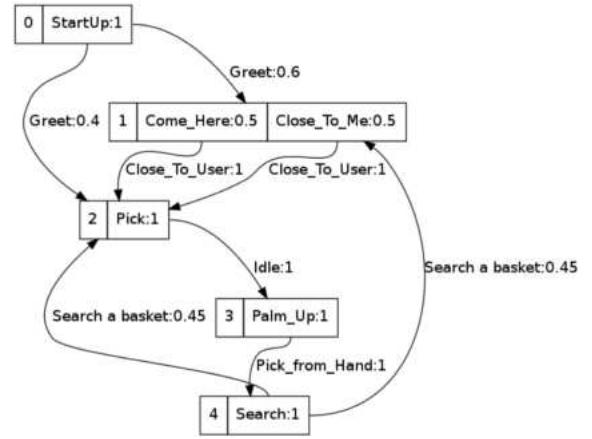 0 StartUp:1
Greet:0.6
Greet:0.4
1 Come_Here:0.5 Close_To_Me:0.5
Close_To_User:1 Close_To_User:1
2 Pick:1
Idle:1
Search a basket:0.45
Search a basket:0.45
3 Palm_Up:1
Pick_from_Hand:1
4 Search:1